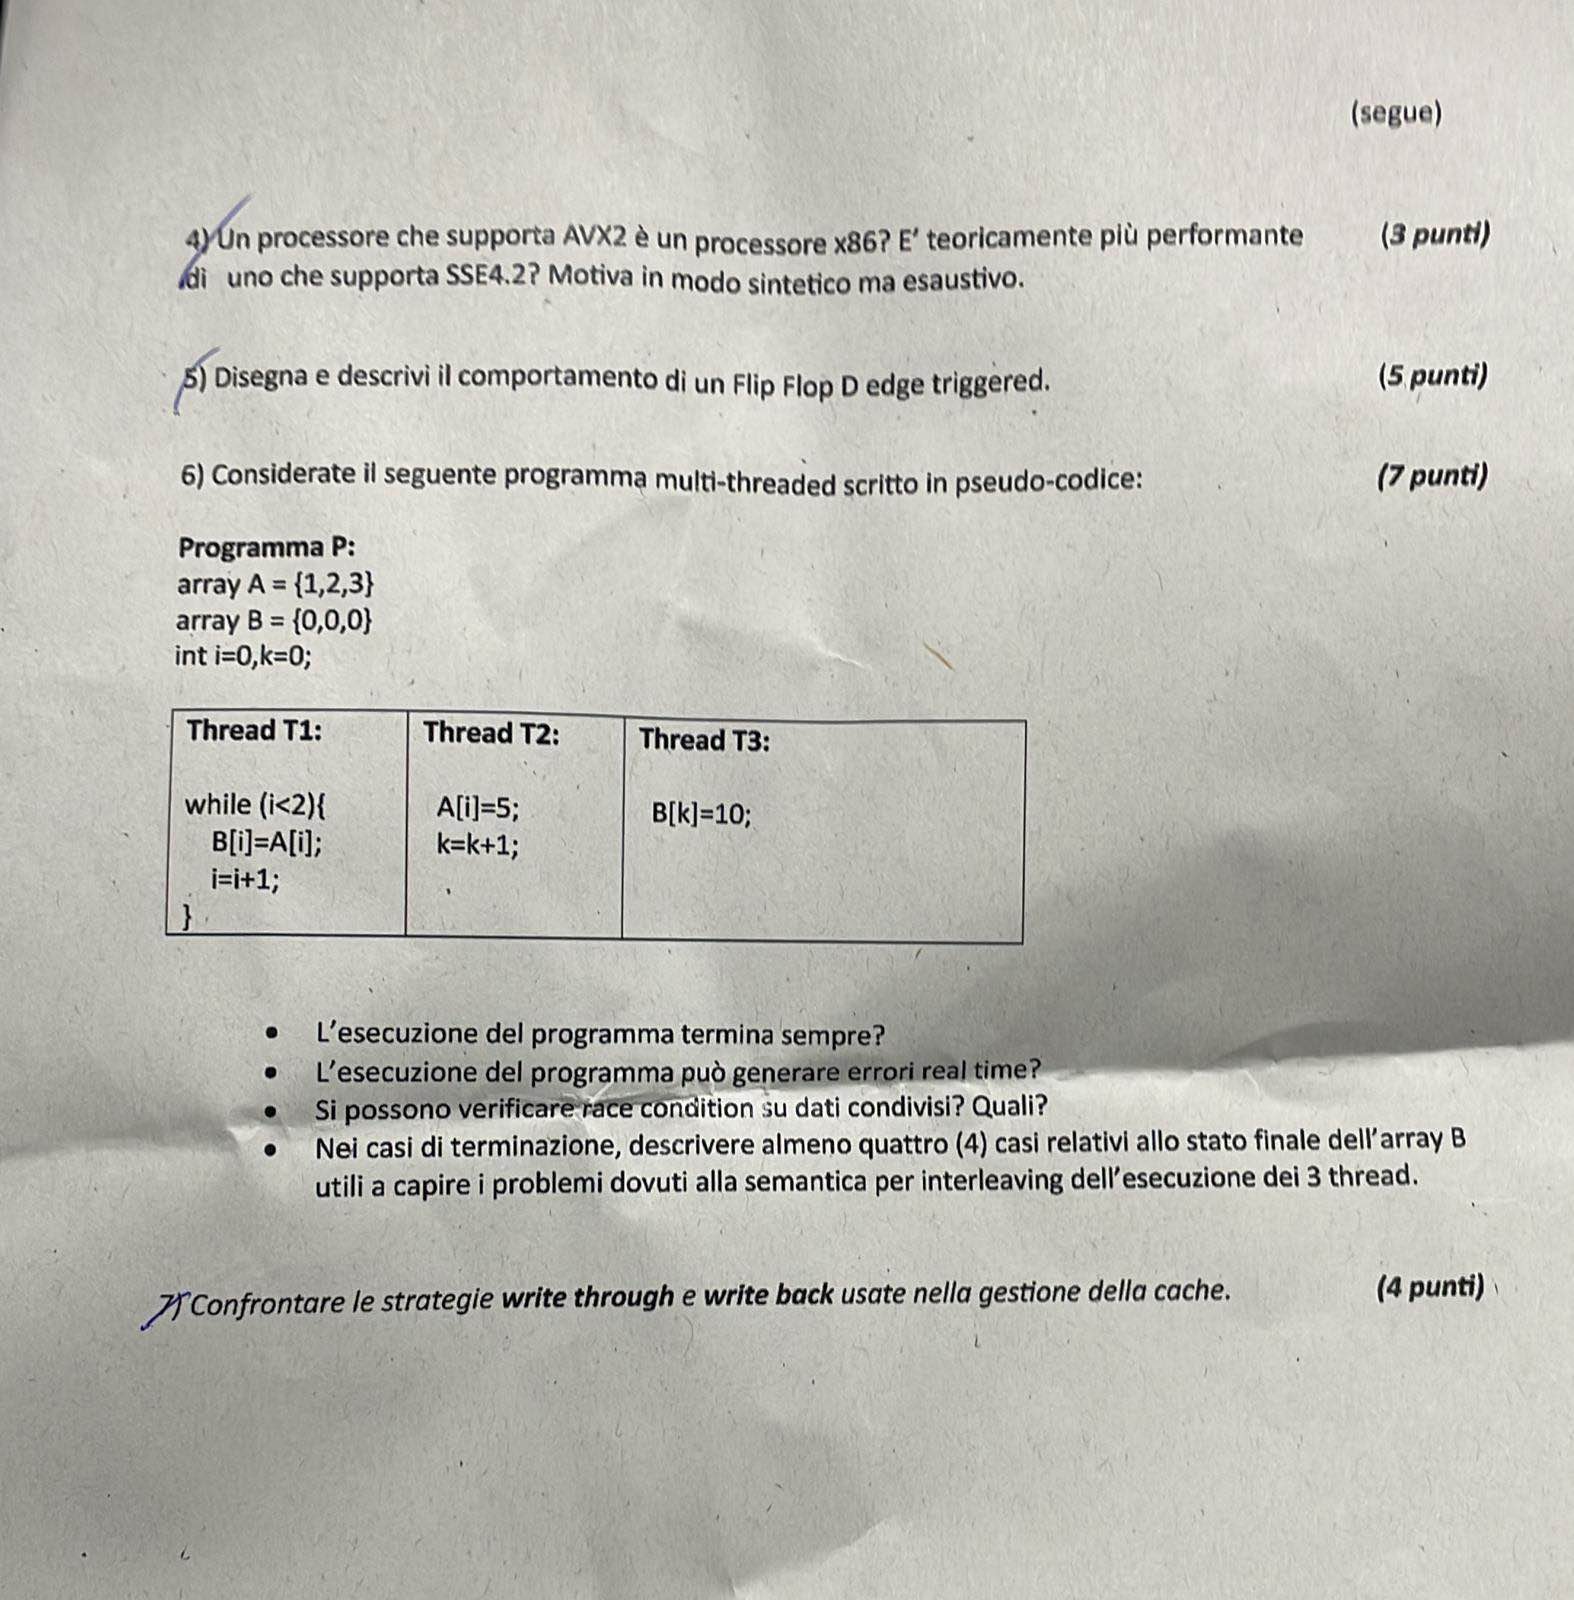 (segue)
4) Un processore che supporta AVX2 è un processore x86? E' teoricamente più performante (3 punti)
di uno che supporta SSE4.2? Motiva in modo sintetico ma esaustivo.
5) Disegna e descrivi il comportamento di un Flip Flop D edge triggered. (5 punti)
6) Considerate il seguente programma multi-threaded scritto in pseudo-codice: (7 punti)
Programma P:
array A = {1,2,3}
array B = {0,0,0}
int i=0,k=0;
Thread T1: Thread T2: Thread T3:
while (i<2){ A[i]=5; B[k]=10;
B[i]=A[i]; k=k+1;
i=i+1;
}
• L'esecuzione del programma termina sempre?
• L'esecuzione del programma può generare errori real time?
• Si possono verificare race condition su dati condivisi? Quali?
• Nei casi di terminazione, descrivere almeno quattro (4) casi relativi allo stato finale dell'array B
utili a capire i problemi dovuti alla semantica per interleaving dell'esecuzione dei 3 thread.
7) Confrontare le strategie write through e write back usate nella gestione della cache. (4 punti)